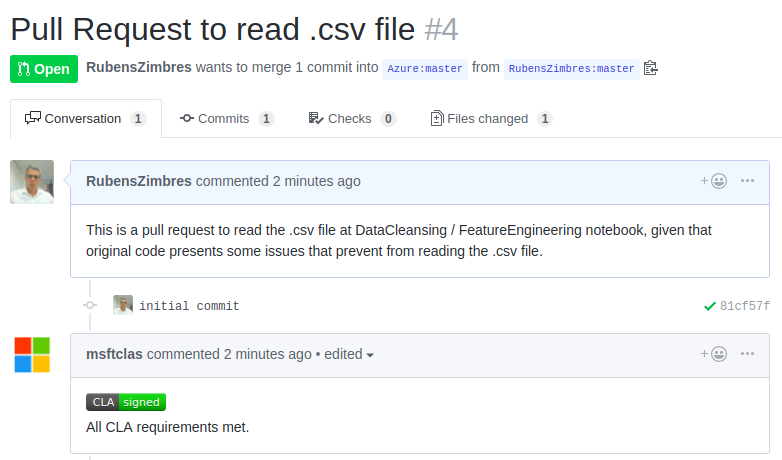 Pull Request to read .csv file #4
Open RubensZimbres wants to merge 1 commit into Azure:master from RubensZimbres:master
Conversation 1 Commits 1 Checks 0 Files changed 1
RubensZimbres commented 2 minutes ago
This is a pull request to read the .csv file at DataCleansing / FeatureEngineering notebook, given that
original code presents some issues that prevent from reading the .csv file.
initial commit 81cf57f
msftclas commented 2 minutes ago • edited
CLA signed
All CLA requirements met.